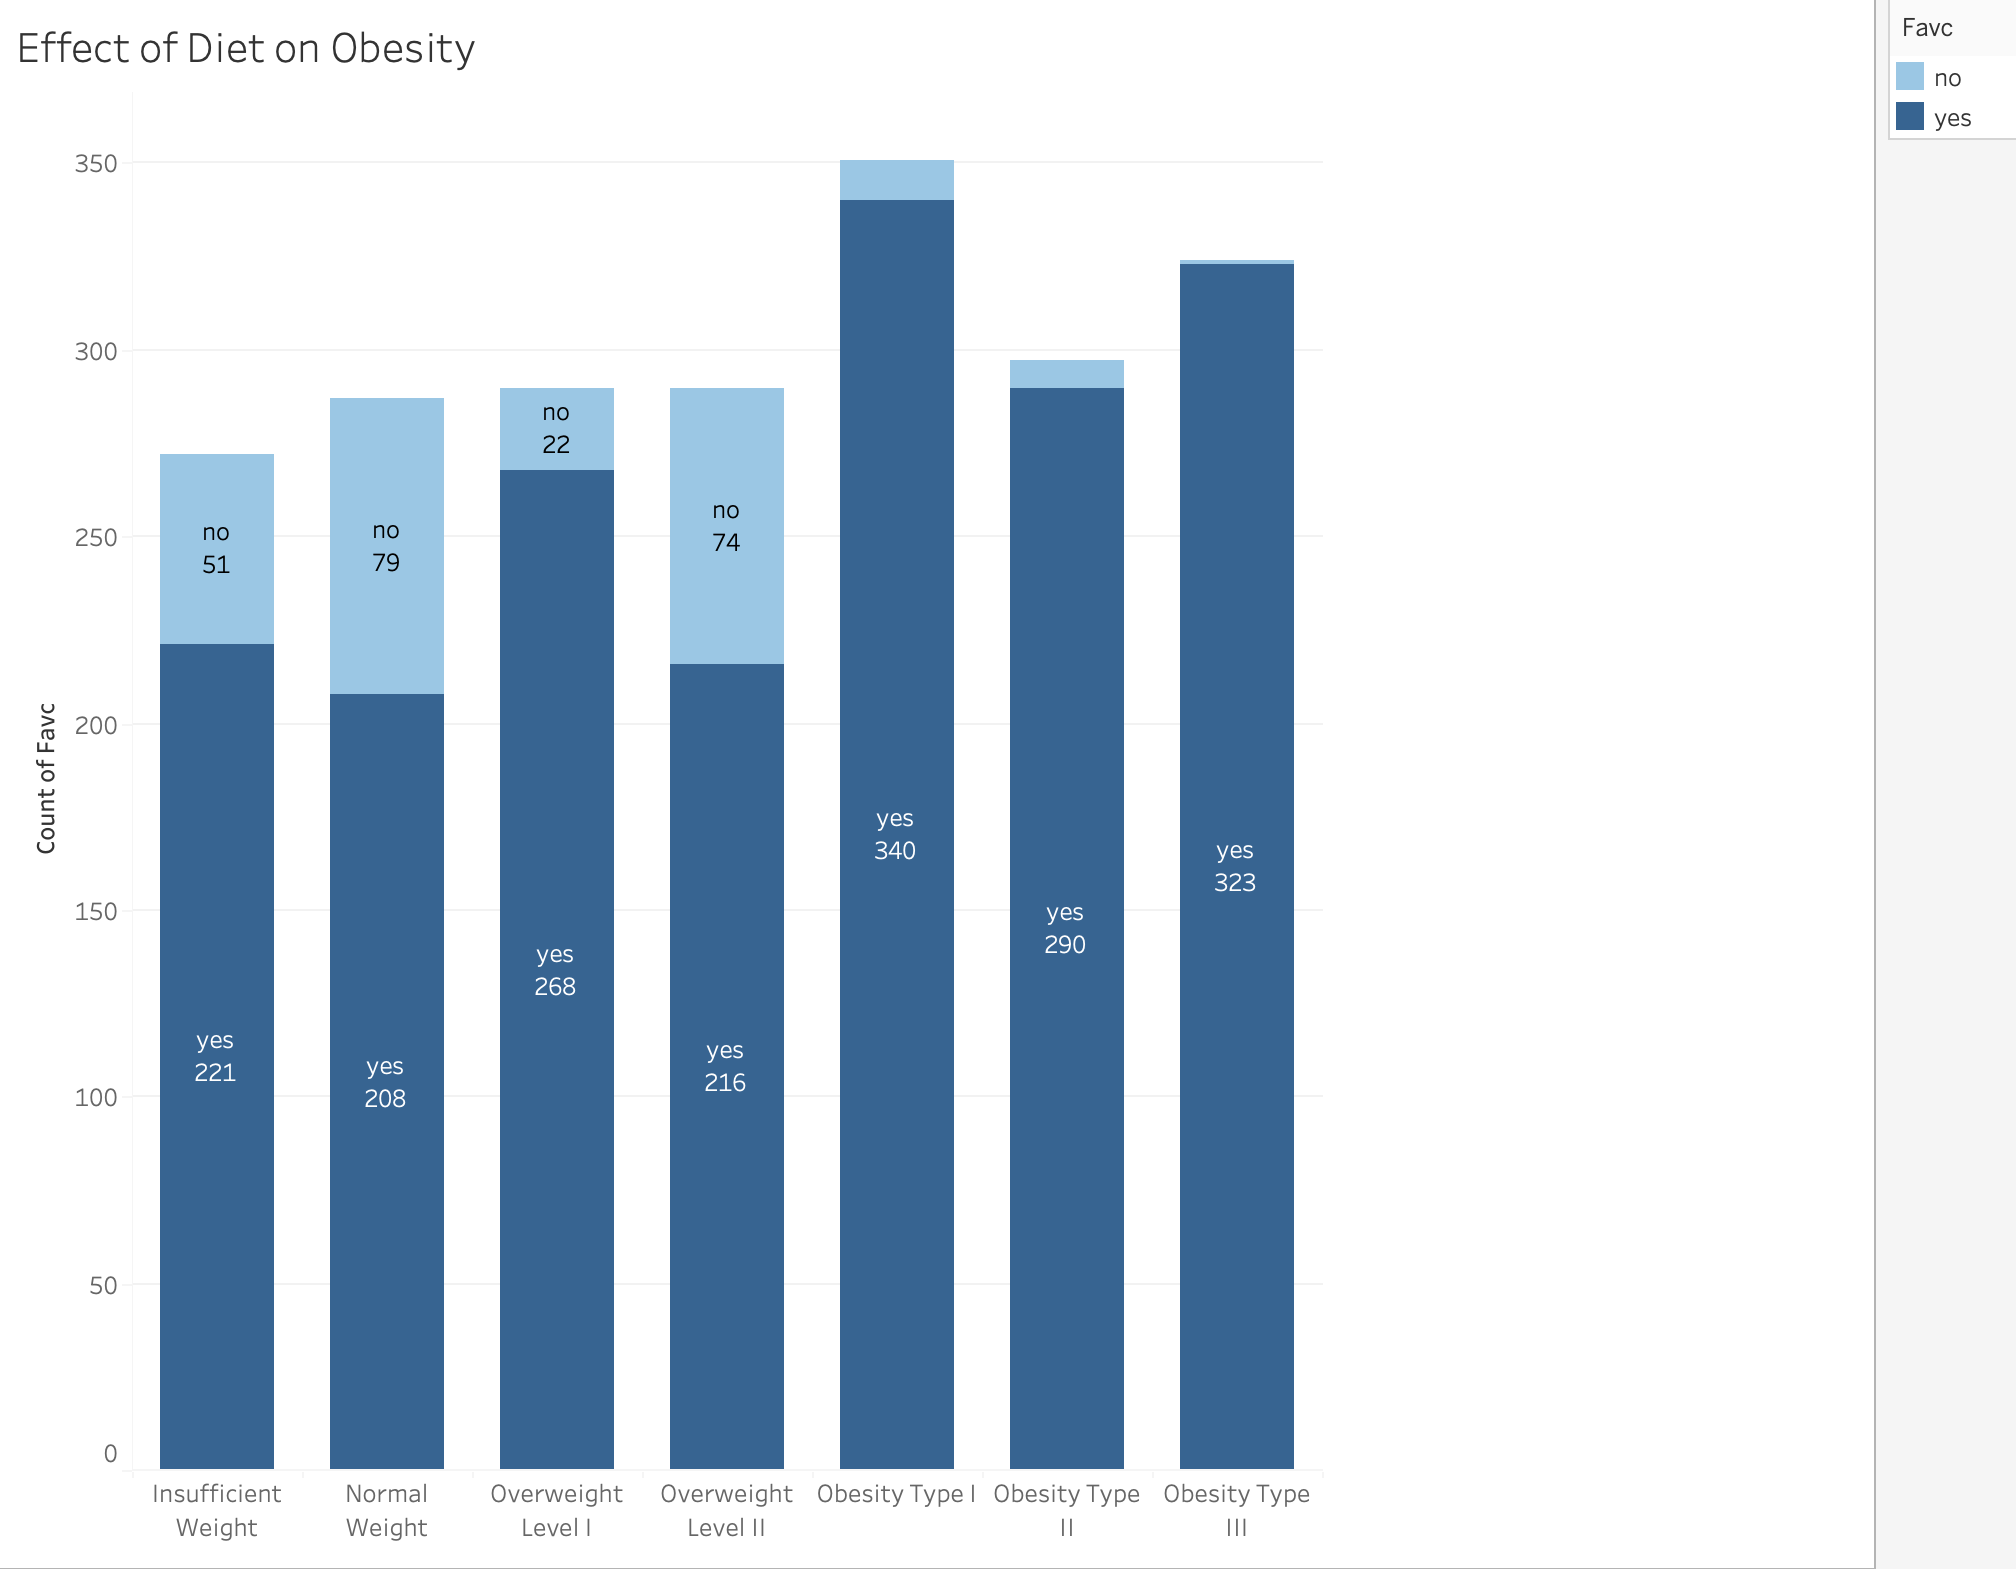 Effect of Diet on Obesity
Favc
no
yes
350
300
250
200
150
100
50
0
Count of Favc
no
51
yes
221
no
79
yes
208
no
22
yes
268
no
74
yes
216
yes
340
yes
290
yes
323
Insufficient
Weight
Normal
Weight
Overweight
Level I
Overweight
Level II
Obesity Type I
Obesity Type
II
Obesity Type
III